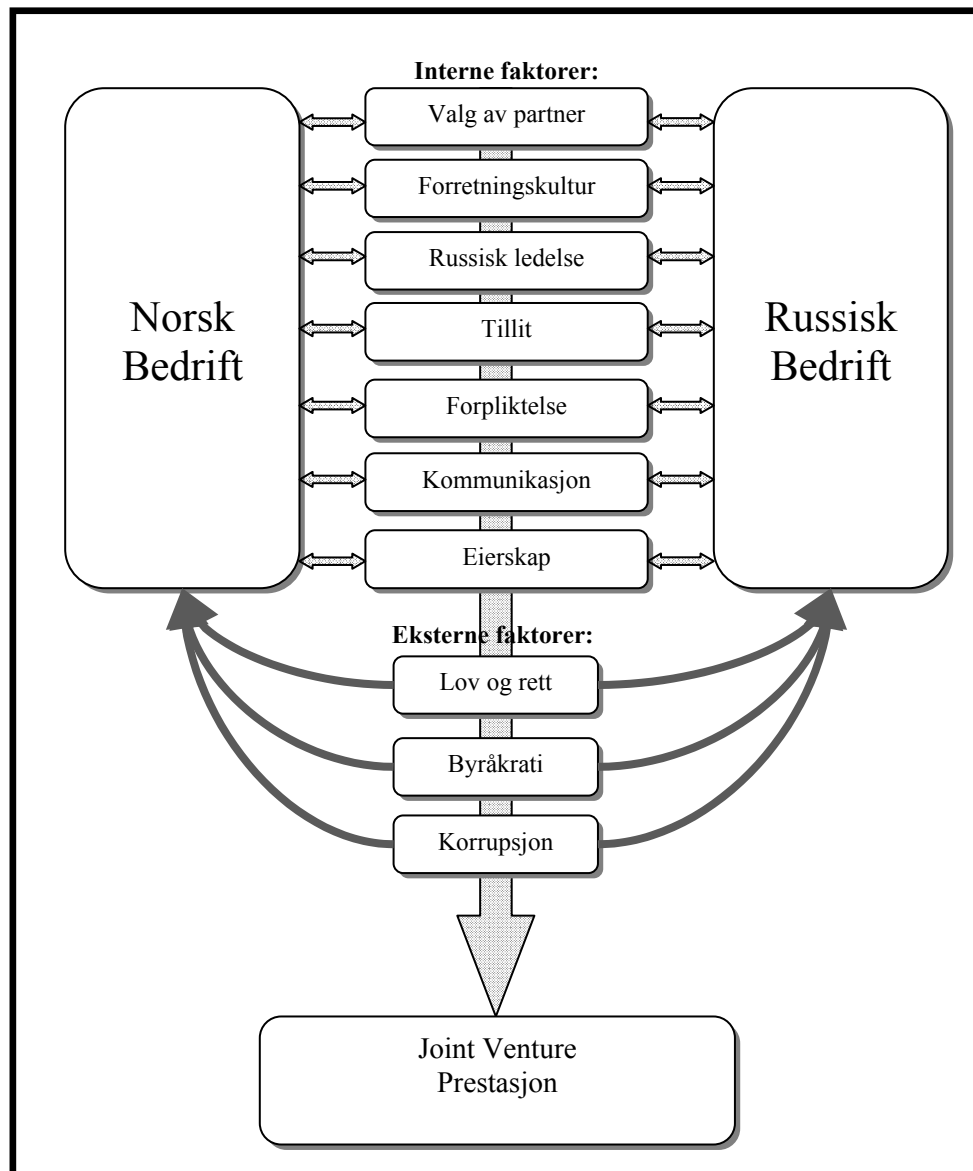 Interne faktorer:
Valg av partner
Forretningskultur
Russisk ledelse
Tillit
Forpliktelse
Kommunikasjon
Eierskap
Norsk
Bedrift
Russisk
Bedrift
Eksterne faktorer:
Lov og rett
Byråkrati
Korrupsjon
Joint Venture
Prestasjon